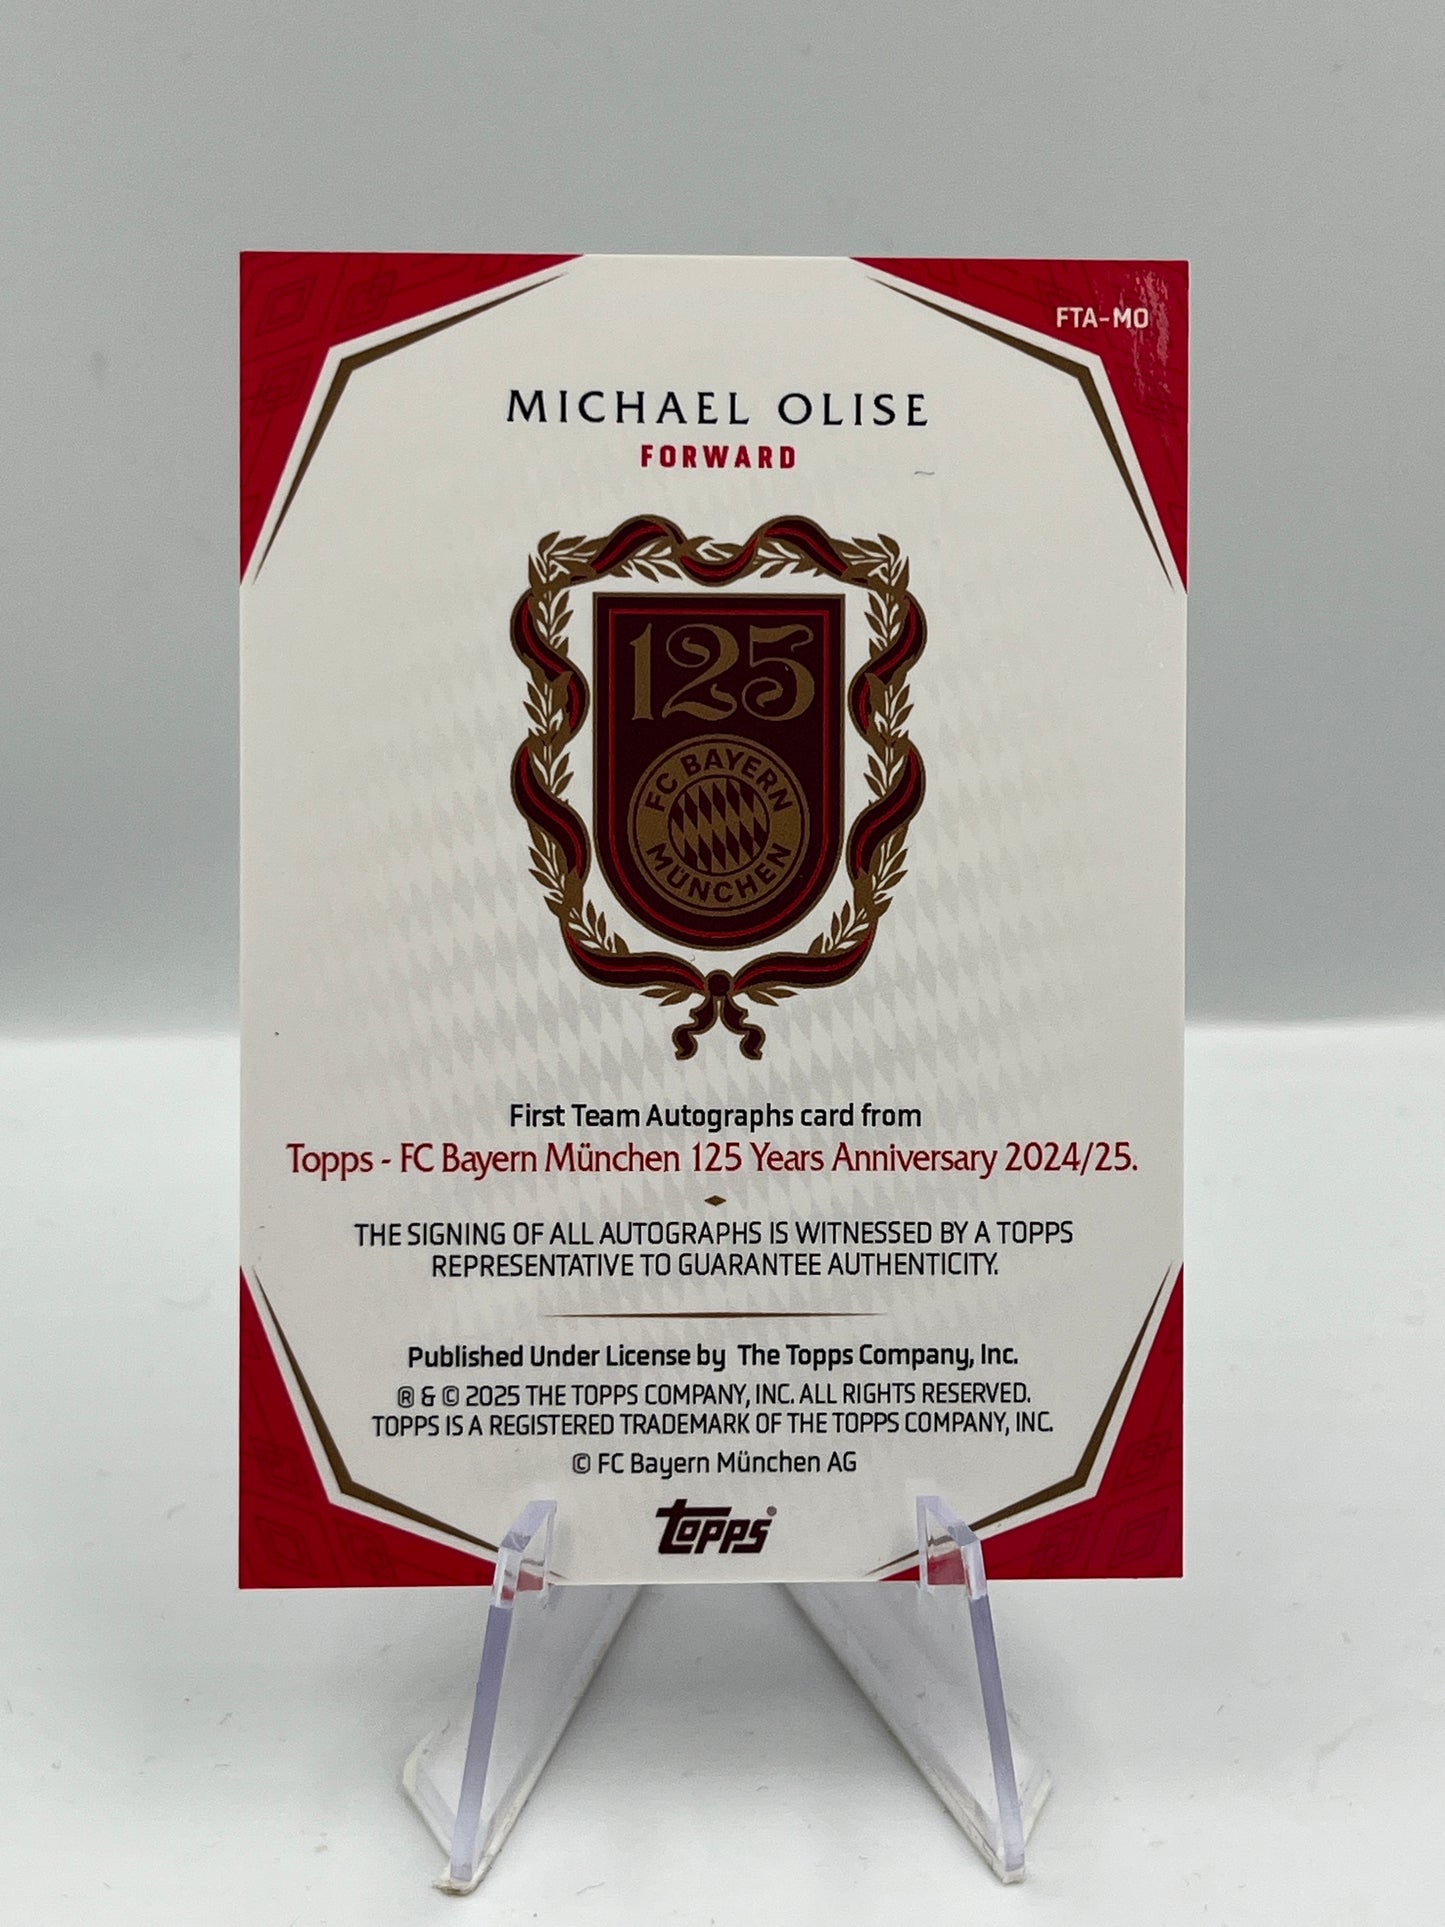 FTA-MO
MICHAEL OLISE
FORWARD
125
FC BAYERN
MÜNCHEN
First Team Autographs card from
Topps - FC Bayern München 125 Years Anniversary 2024/25.
THE SIGNING OF ALL AUTOGRAPHS IS WITNESSED BY A TOPPS
REPRESENTATIVE TO GUARANTEE AUTHENTICITY.
Published Under License by The Topps Company, Inc.
® & © 2025 THE TOPPS COMPANY, INC. ALL RIGHTS RESERVED.
TOPPS IS A REGISTERED TRADEMARK OF THE TOPPS COMPANY, INC.
© FC Bayern München AG
Topps®